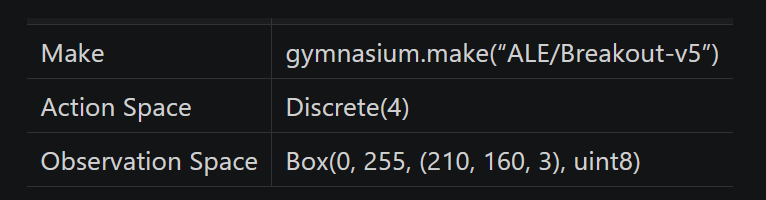 Make gymnasium.make(“ALE/Breakout-v5”)
Action Space Discrete(4)
Observation Space Box(0, 255, (210, 160, 3), uint8)